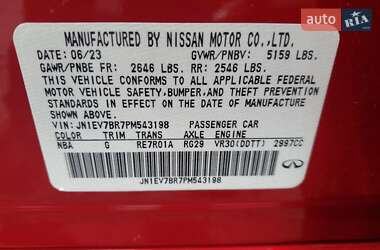 RIA
MANUFACTURED BY NISSAN MOTOR CO.,LTD.
DATE: 06/23 GVWR/PNBV: 5159 LBS.
GAWR/PNBE FR: 2646 LBS. RR: 2546 LBS.
THIS VEHICLE CONFORMS TO ALL APPLICABLE FEDERAL
MOTOR VEHICLE SAFETY,BUMPER,AND THEFT PREVENTION
STANDARDS IN EFFECT ON THE DATE OF MANUFACTURE
SHOWN ABOVE.
VIN:JN1EV7BR7PM543198 PASSENGER CAR
COLOR TRIM TRANS AXLE ENGINE
NBA G RE7R01A RG29 VR30(DDTT) 2997CC
JN1EV7BR7PM543198